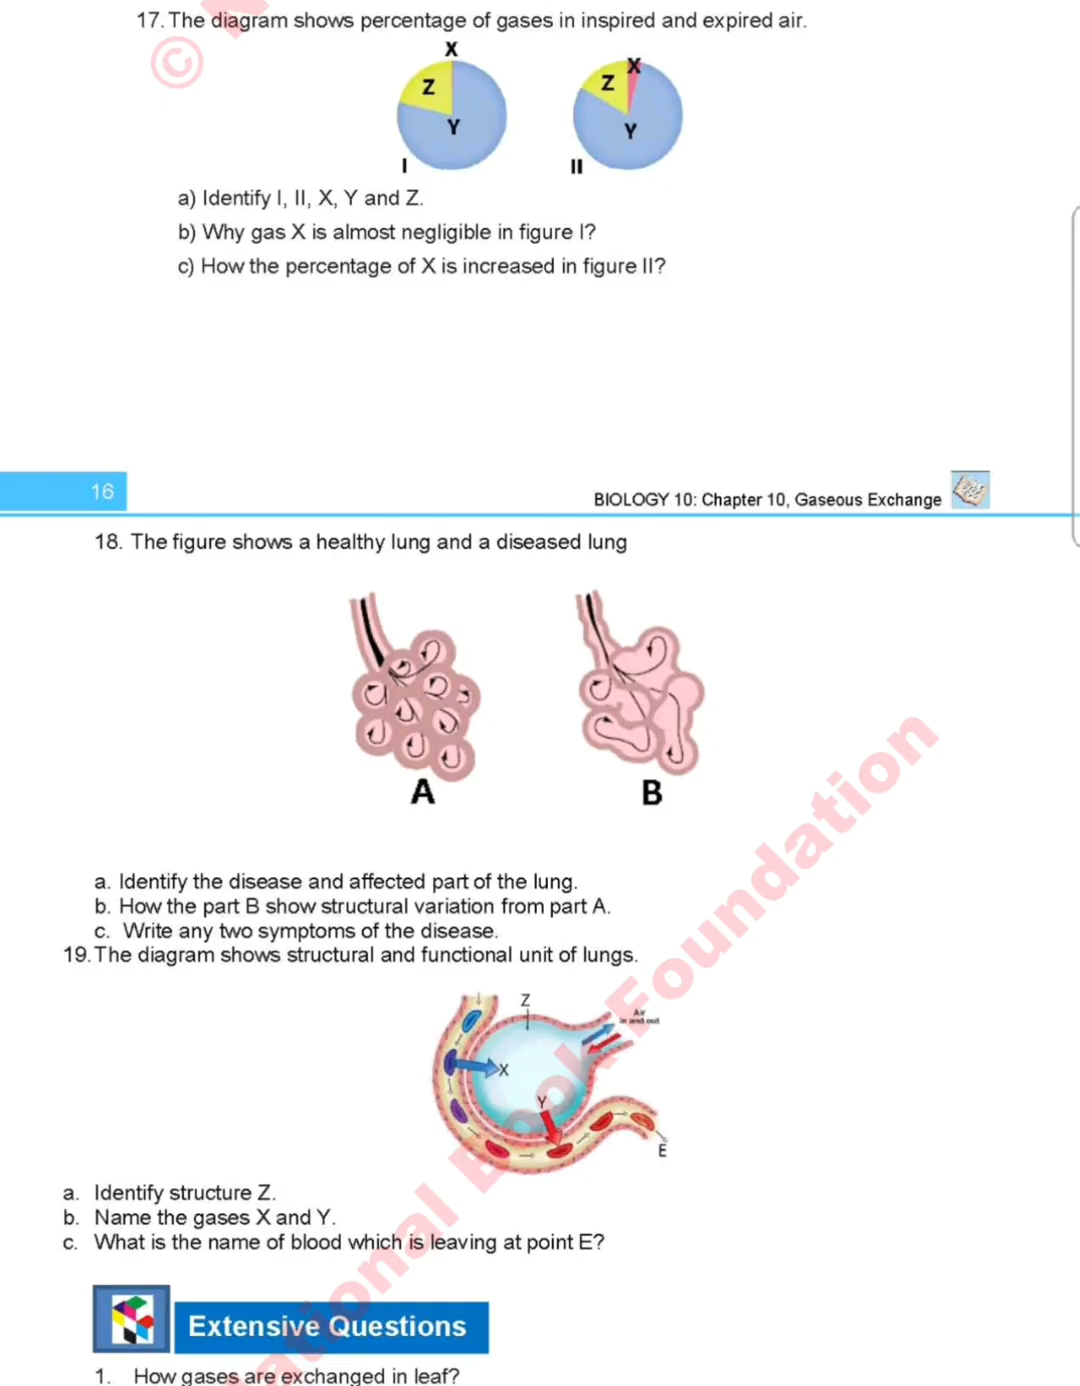 17. The diagram shows percentage of gases in inspired and expired air.
©
X
Z
Y
I
X
Z
Y
II
a) Identify I, II, X, Y and Z.
b) Why gas X is almost negligible in figure I?
c) How the percentage of X is increased in figure II?
16
BIOLOGY 10: Chapter 10, Gaseous Exchange
18. The figure shows a healthy lung and a diseased lung
A
B
a. Identify the disease and affected part of the lung.
b. How the part B show structural variation from part A.
c. Write any two symptoms of the disease.
19. The diagram shows structural and functional unit of lungs.
Z
Air
in and out
X
Y
E
a. Identify structure Z.
b. Name the gases X and Y.
c. What is the name of blood which is leaving at point E?
Extensive Questions
1. How gases are exchanged in leaf?
Foundation